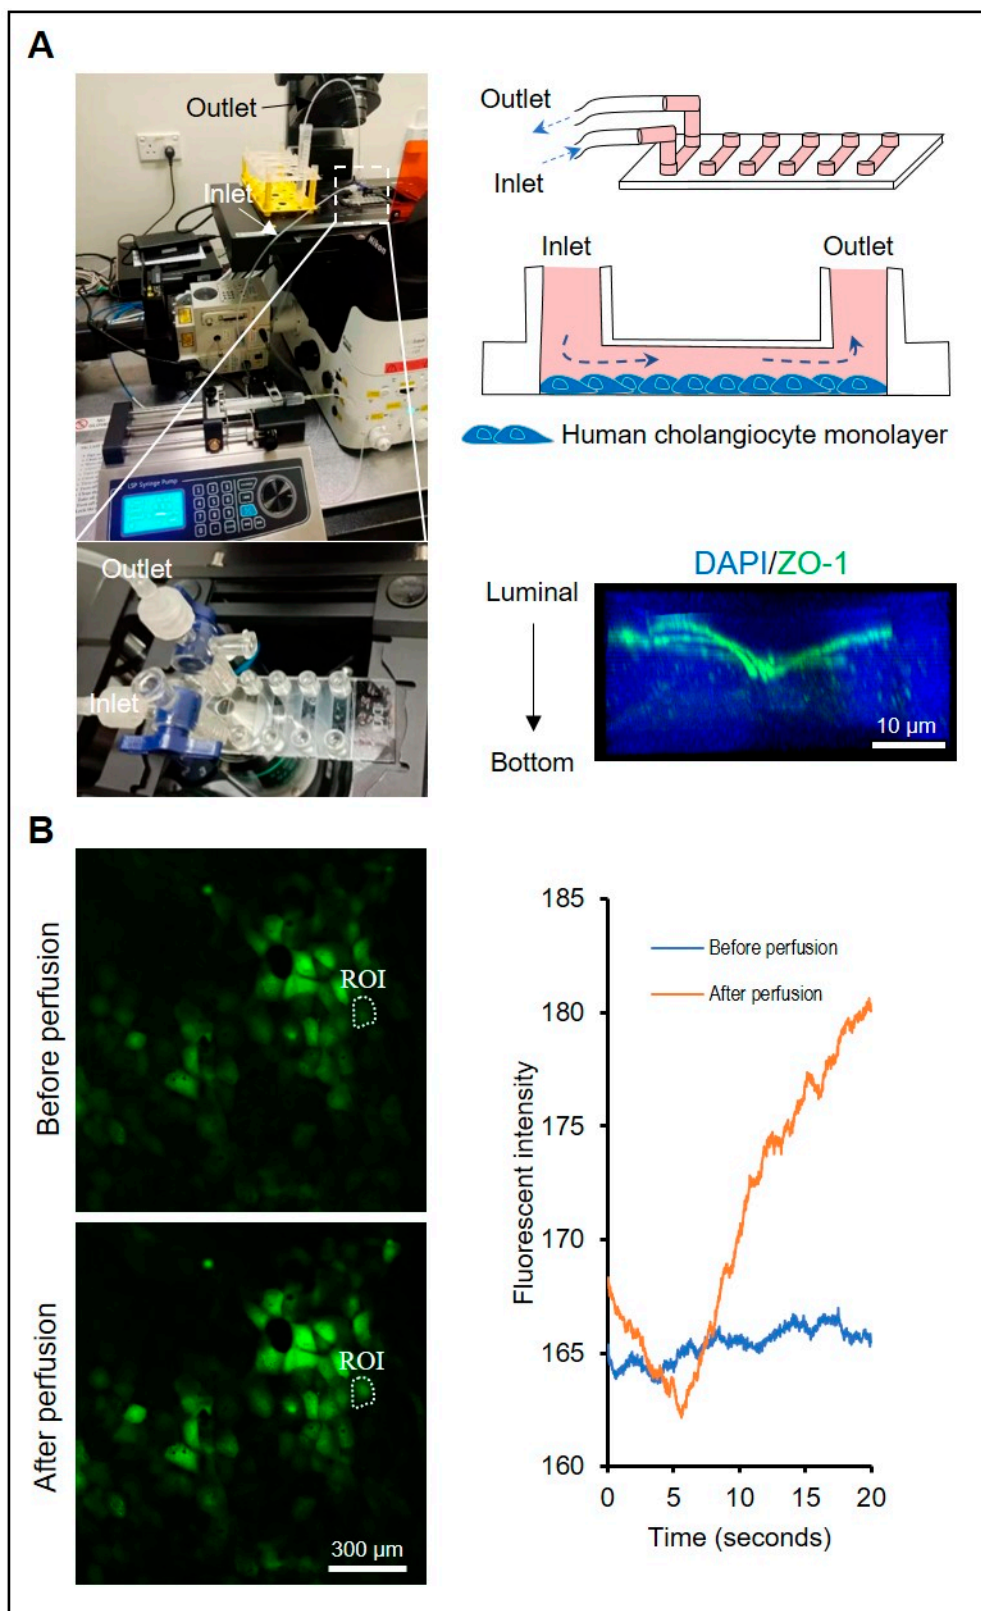 A
Outlet
Inlet
Nikon
LSP Syringe Pump
Outlet
Inlet
Outlet
Inlet
Inlet
Outlet
Human cholangiocyte monolayer
DAPI/ZO-1
Luminal
Bottom
10 µm
B
Before perfusion
ROI
After perfusion
ROI
300 µm
185
180
175
170
165
160
Fluorescent intensity
Before perfusion
After perfusion
0 5 10 15 20
Time (seconds)